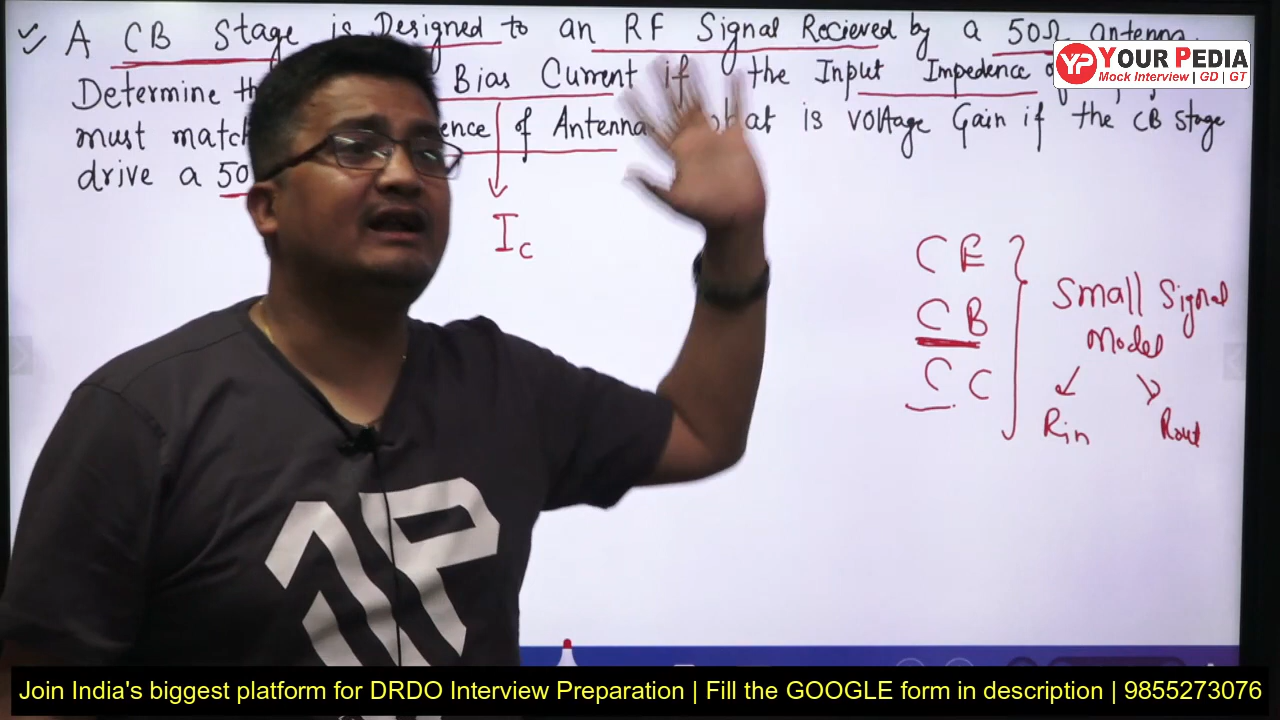 A CB Stage is Designed to an RF Signal Recieved by a 50Ω antenna.
Determine Bias Current if the Input Impedence
must match ence of Antenna is voltage Gain if the CB stage
drive a 50
Ic
CE
CB
CC
Small Signal
Model
Rin Rout
YP YOUR PEDIA
Mock Interview | GD | GT
Join India's biggest platform for DRDO Interview Preparation | Fill the GOOGLE form in description | 9855273076